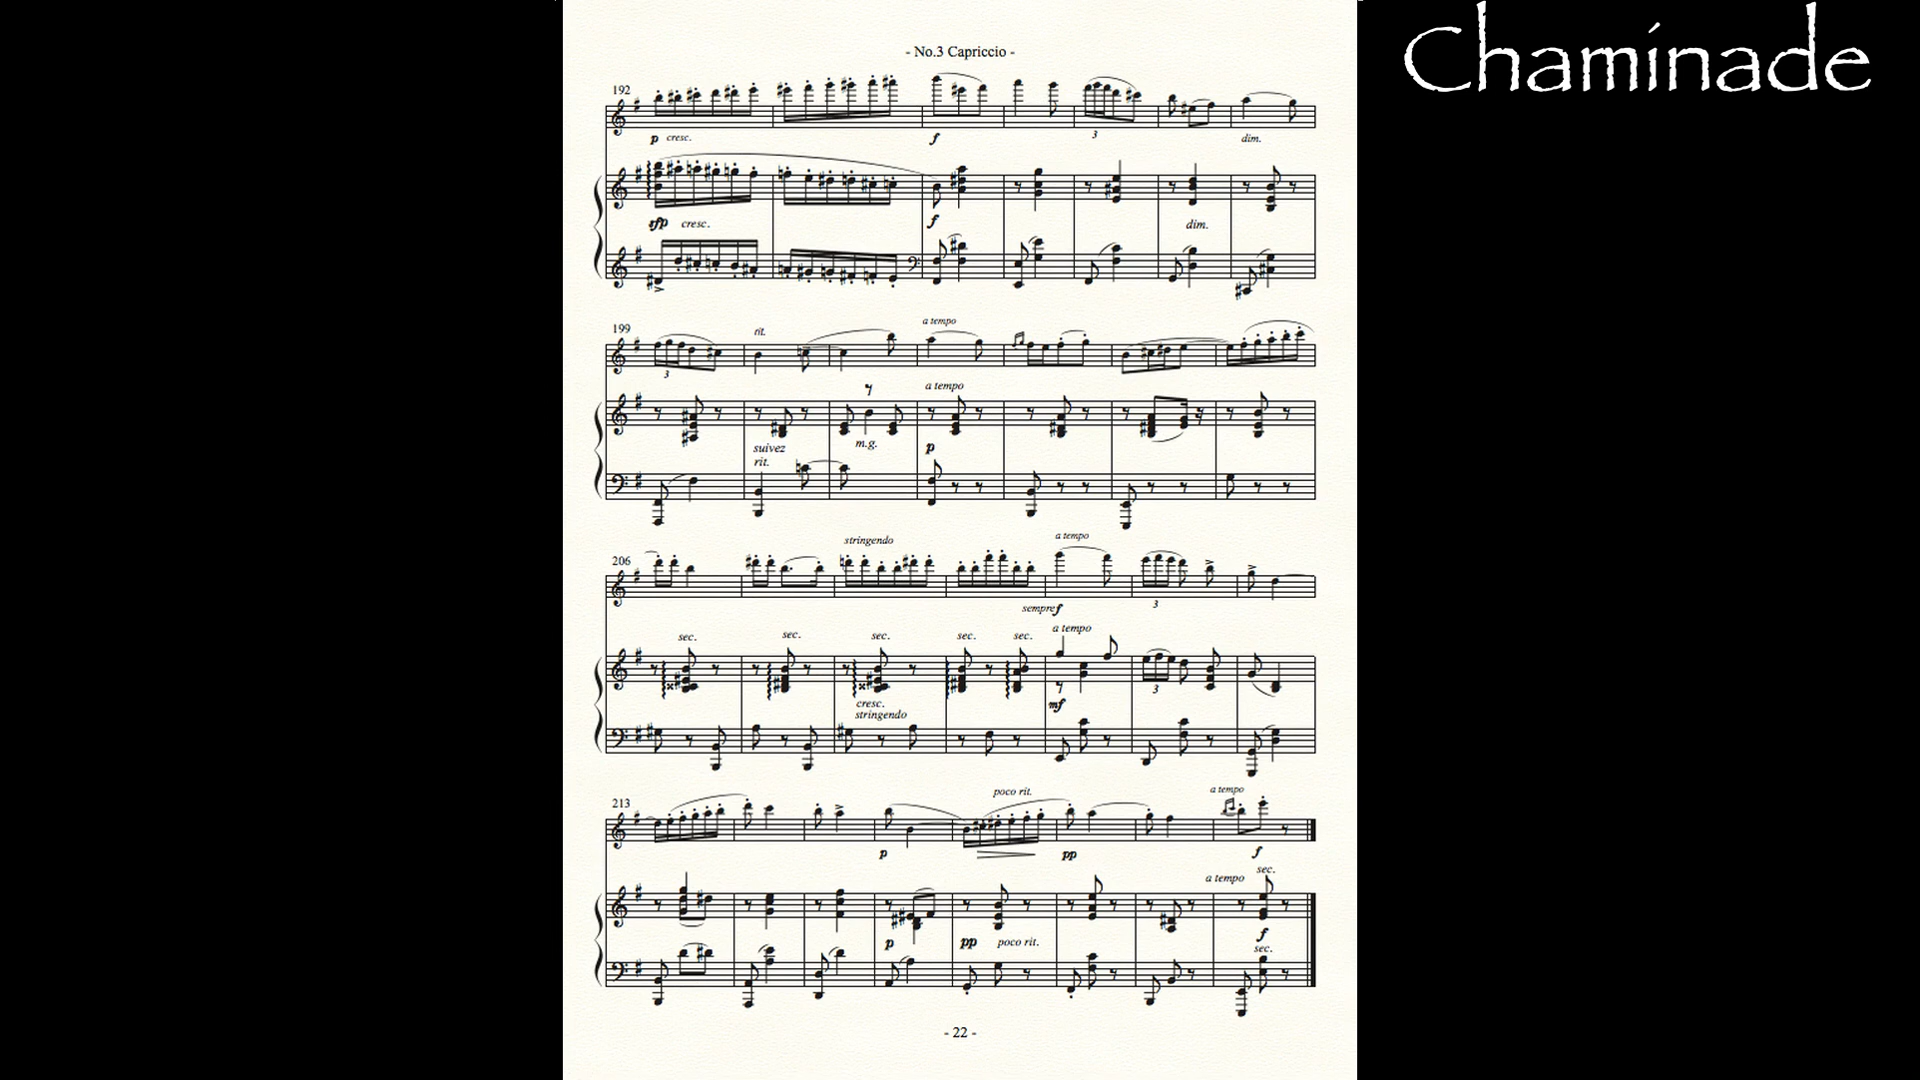 Chaminade
- No.3 Capriccio -
192
p cresc.
f
dim.
3
sfp cresc.
f
dim.
199
rit.
a tempo
3
a tempo
suivez
rit.
m.g.
p
206
stringendo
a tempo
sempre f
3
sec.
sec.
sec.
sec.
sec.
a tempo
cresc.
stringendo
mf
3
213
poco rit.
a tempo
p
pp
f
sec.
a tempo
p
pp
poco rit.
f
sec.
- 22 -